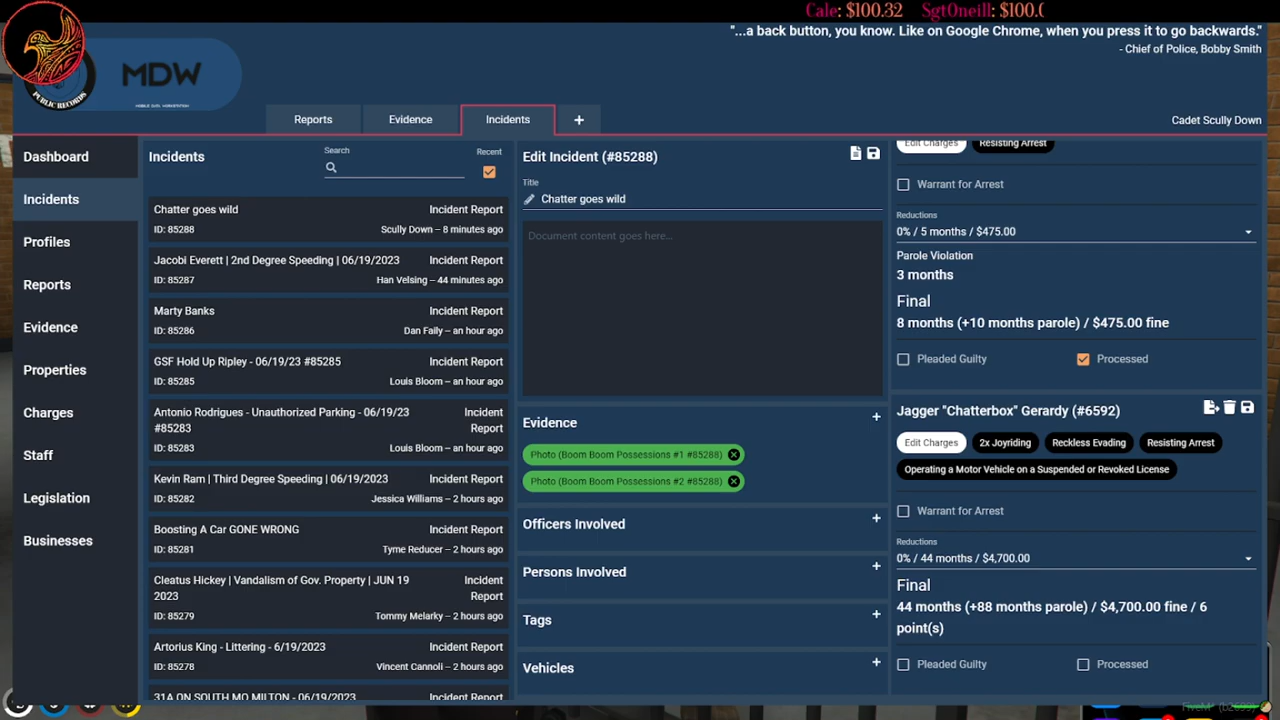 Cale: $100.32 SgtOneill: $100.0
"...a back button, you know. Like on Google Chrome, when you press it to go backwards."
- Chief of Police, Bobby Smith
MDW
MOBILE DATA WORKSTATION
PUBLIC RECORDS
Reports
Evidence
Incidents
+
Cadet Scully Down
Dashboard
Incidents
Profiles
Reports
Evidence
Properties
Charges
Staff
Legislation
Businesses
Incidents
Search
Recent
Chatter goes wild
Incident Report
ID: 85288
Scully Down – 8 minutes ago
Jacobi Everett | 2nd Degree Speeding | 06/19/2023
Incident Report
ID: 85287
Han Velsing – 44 minutes ago
Marty Banks
Incident Report
ID: 85286
Dan Faily – an hour ago
GSF Hold Up Ripley - 06/19/23 #85285
Incident Report
ID: 85285
Louis Bloom – an hour ago
Antonio Rodrigues - Unauthorized Parking - 06/19/23
#85283
Incident
Report
ID: 85283
Louis Bloom – an hour ago
Kevin Ram | Third Degree Speeding | 06/19/2023
Incident Report
ID: 85282
Jessica Williams – 2 hours ago
Boosting A Car GONE WRONG
Incident Report
ID: 85281
Tyme Reducer – 2 hours ago
Cleatus Hickey | Vandalism of Gov. Property | JUN 19
2023
Incident
Report
ID: 85279
Tommy Melarky – 2 hours ago
Artorius King - Littering - 6/19/2023
Incident Report
ID: 85278
Vincent Cannoli – 2 hours ago
31A ON SOUTH MO MILTON - 06/19/2023
Incident Report
Edit Incident (#85288)
Title
Chatter goes wild
Document content goes here...
Evidence
+
Photo (Boom Boom Possessions #1 #85288)
Photo (Boom Boom Possessions #2 #85288)
Officers Involved
+
Persons Involved
+
Tags
+
Vehicles
+
Edit Charges
Resisting Arrest
Warrant for Arrest
Reductions
0% / 5 months / $475.00
Parole Violation
3 months
Final
8 months (+10 months parole) / $475.00 fine
Pleaded Guilty
Processed
Jagger "Chatterbox" Gerardy (#6592)
Edit Charges
2x Joyriding
Reckless Evading
Resisting Arrest
Operating a Motor Vehicle on a Suspended or Revoked License
Warrant for Arrest
Reductions
0% / 44 months / $4,700.00
Final
44 months (+88 months parole) / $4,700.00 fine / 6
point(s)
Pleaded Guilty
Processed